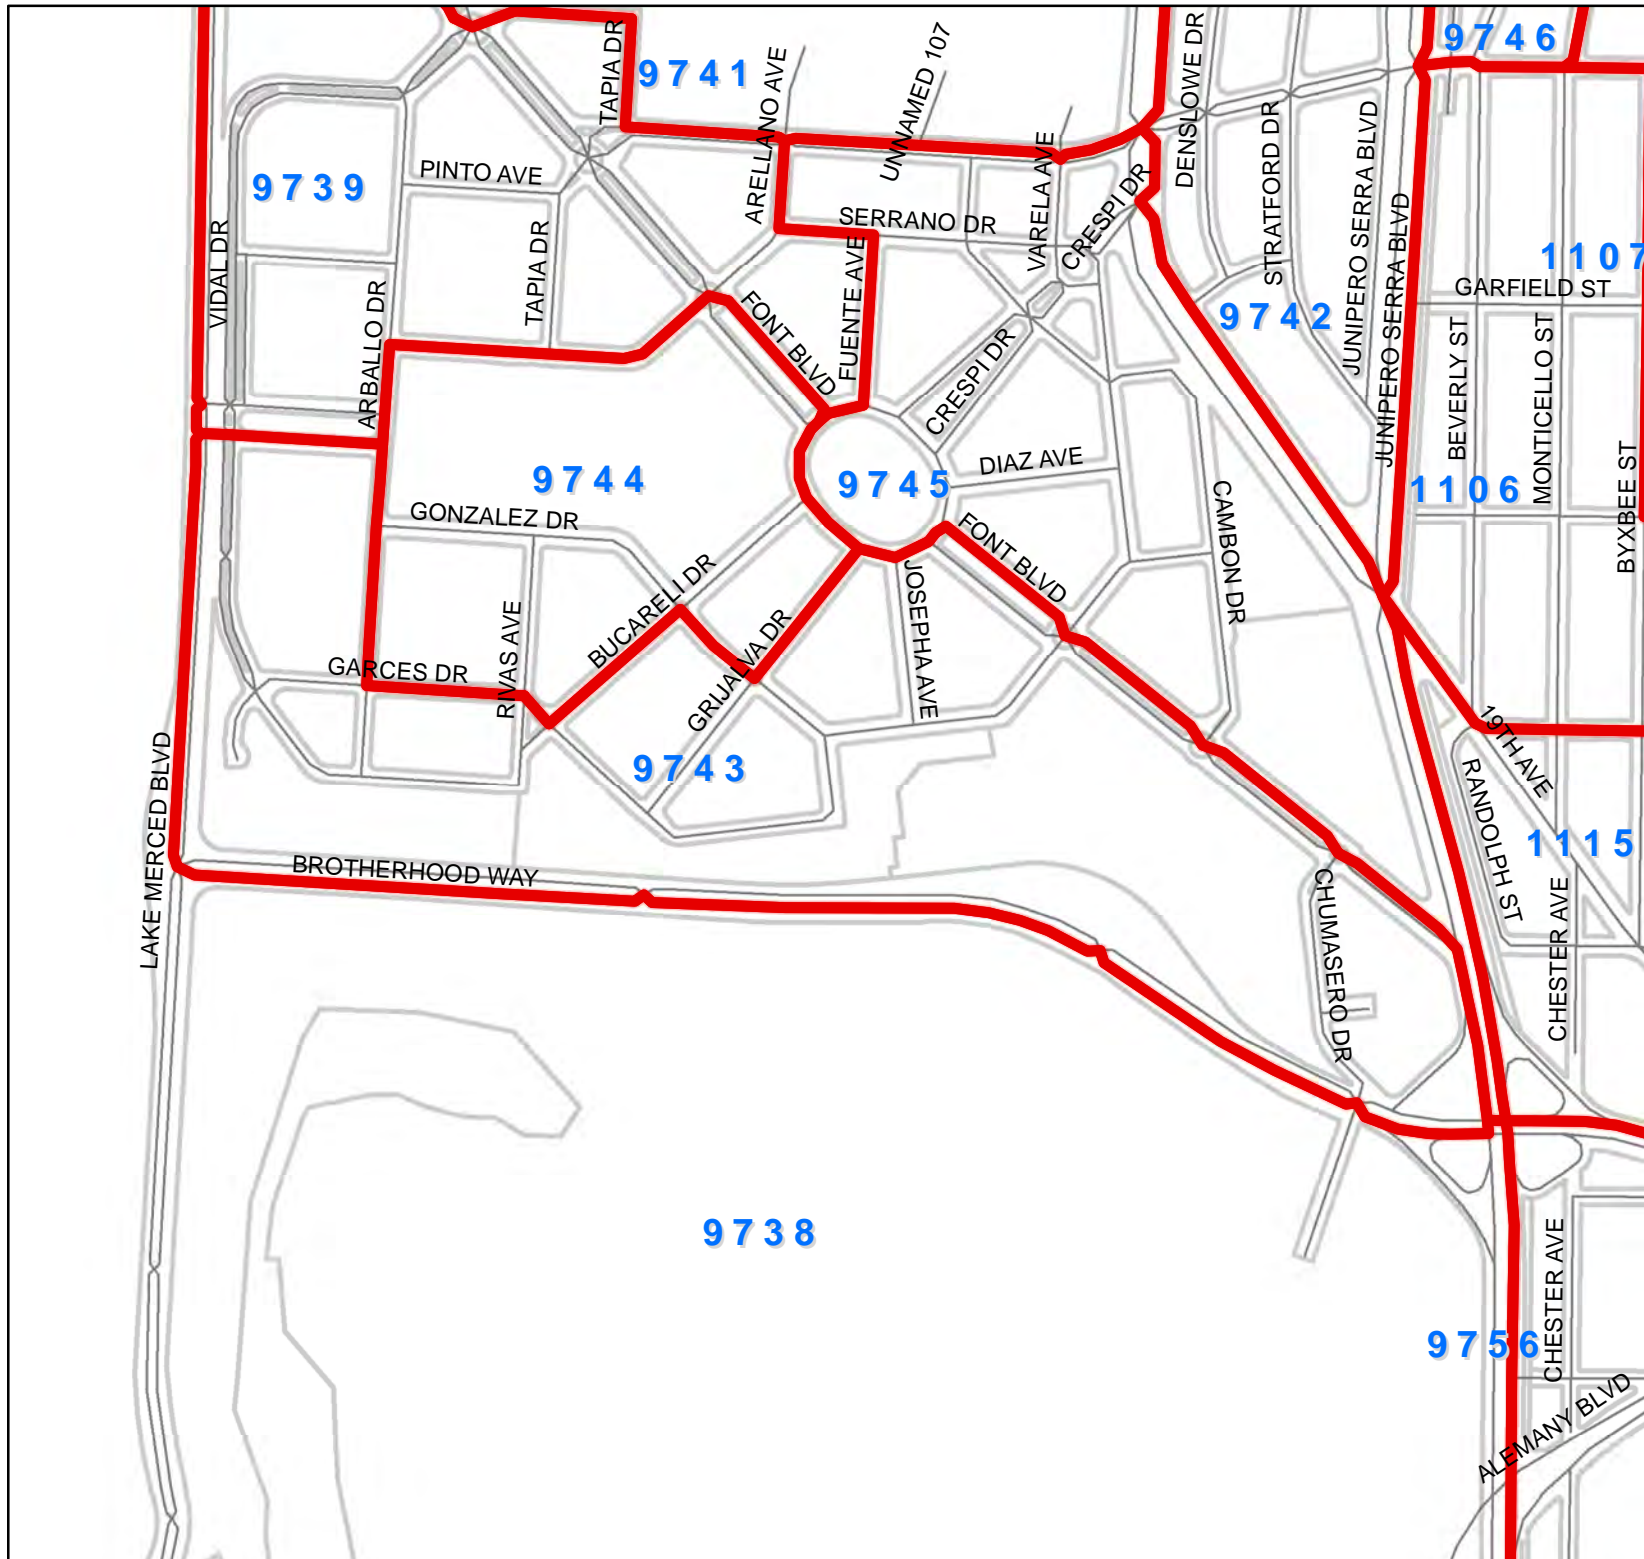 9746
TAPIA DR
9741
ARELLANO AVE
UNNAMED 107
DENSLOWE DR
STRATFORD DR
JUNIPERO SERRA BLVD
JUNIPERO SERRA BLVD
PINTO AVE
9739
VARELA AVE
CRESPI DR
SERRANO DR
1107
GARFIELD ST
VIDAL DR
TAPIA DR
ARBALLO DR
FONT BLVD
FUENTE AVE
9742
CRESPI DR
BEVERLY ST
MONTICELLO ST
BYXBEE ST
DIAZ AVE
9744
9745
1106
GONZALEZ DR
CAMBON DR
FONT BLVD
BUCARELI DR
JOSEPHA AVE
GARCES DR
RIVAS AVE
GRIJALVA DR
9743
19TH AVE
RANDOLPH ST
1115
LAKE MERCED BLVD
BROTHERHOOD WAY
CHUMASERO DR
CHESTER AVE
9738
CHESTER AVE
9756
ALEMANY BLVD